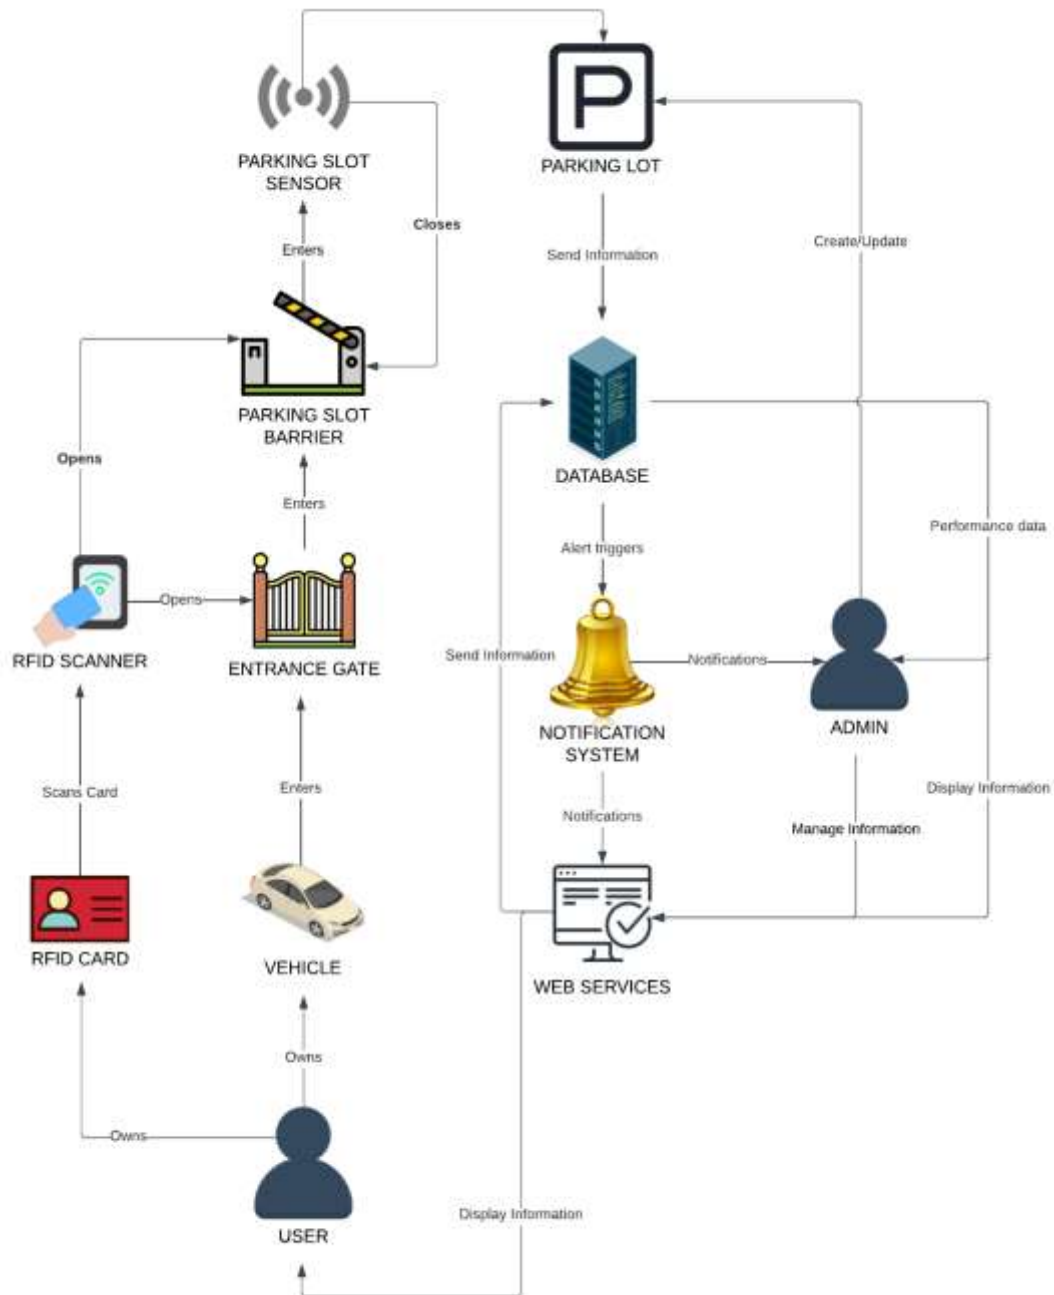 P
PARKING SLOT
SENSOR
PARKING LOT
Closes
Create/Update
Enters
Send Information
PARKING SLOT
BARRIER
Opens
DATABASE
Enters
Performance data
Alert triggers
Opens
RFID SCANNER
ENTRANCE GATE
Send Information
Notifications
ADMIN
NOTIFICATION
SYSTEM
Scans Card
Enters
Display Information
Notifications
Manage Information
RFID CARD
VEHICLE
WEB SERVICES
Owns
Owns
Display Information
USER